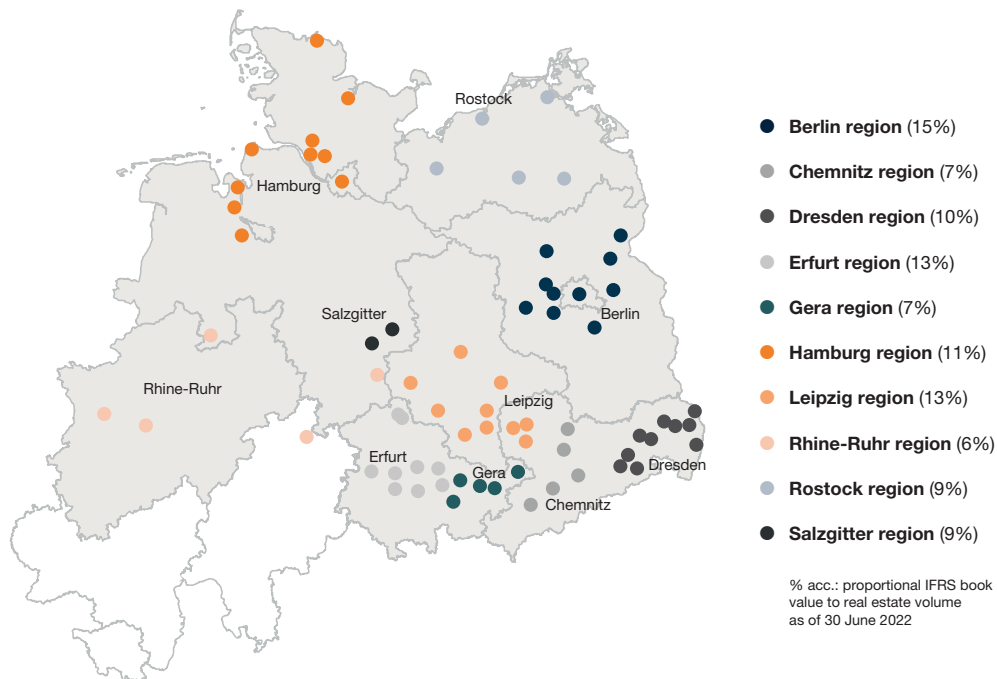 Rostock
Hamburg
Salzgitter
Berlin
Rhine-Ruhr
Leipzig
Erfurt
Gera
Dresden
Chemnitz
Berlin region (15%)
Chemnitz region (7%)
Dresden region (10%)
Erfurt region (13%)
Gera region (7%)
Hamburg region (11%)
Leipzig region (13%)
Rhine-Ruhr region (6%)
Rostock region (9%)
Salzgitter region (9%)
% acc.: proportional IFRS book
value to real estate volume
as of 30 June 2022